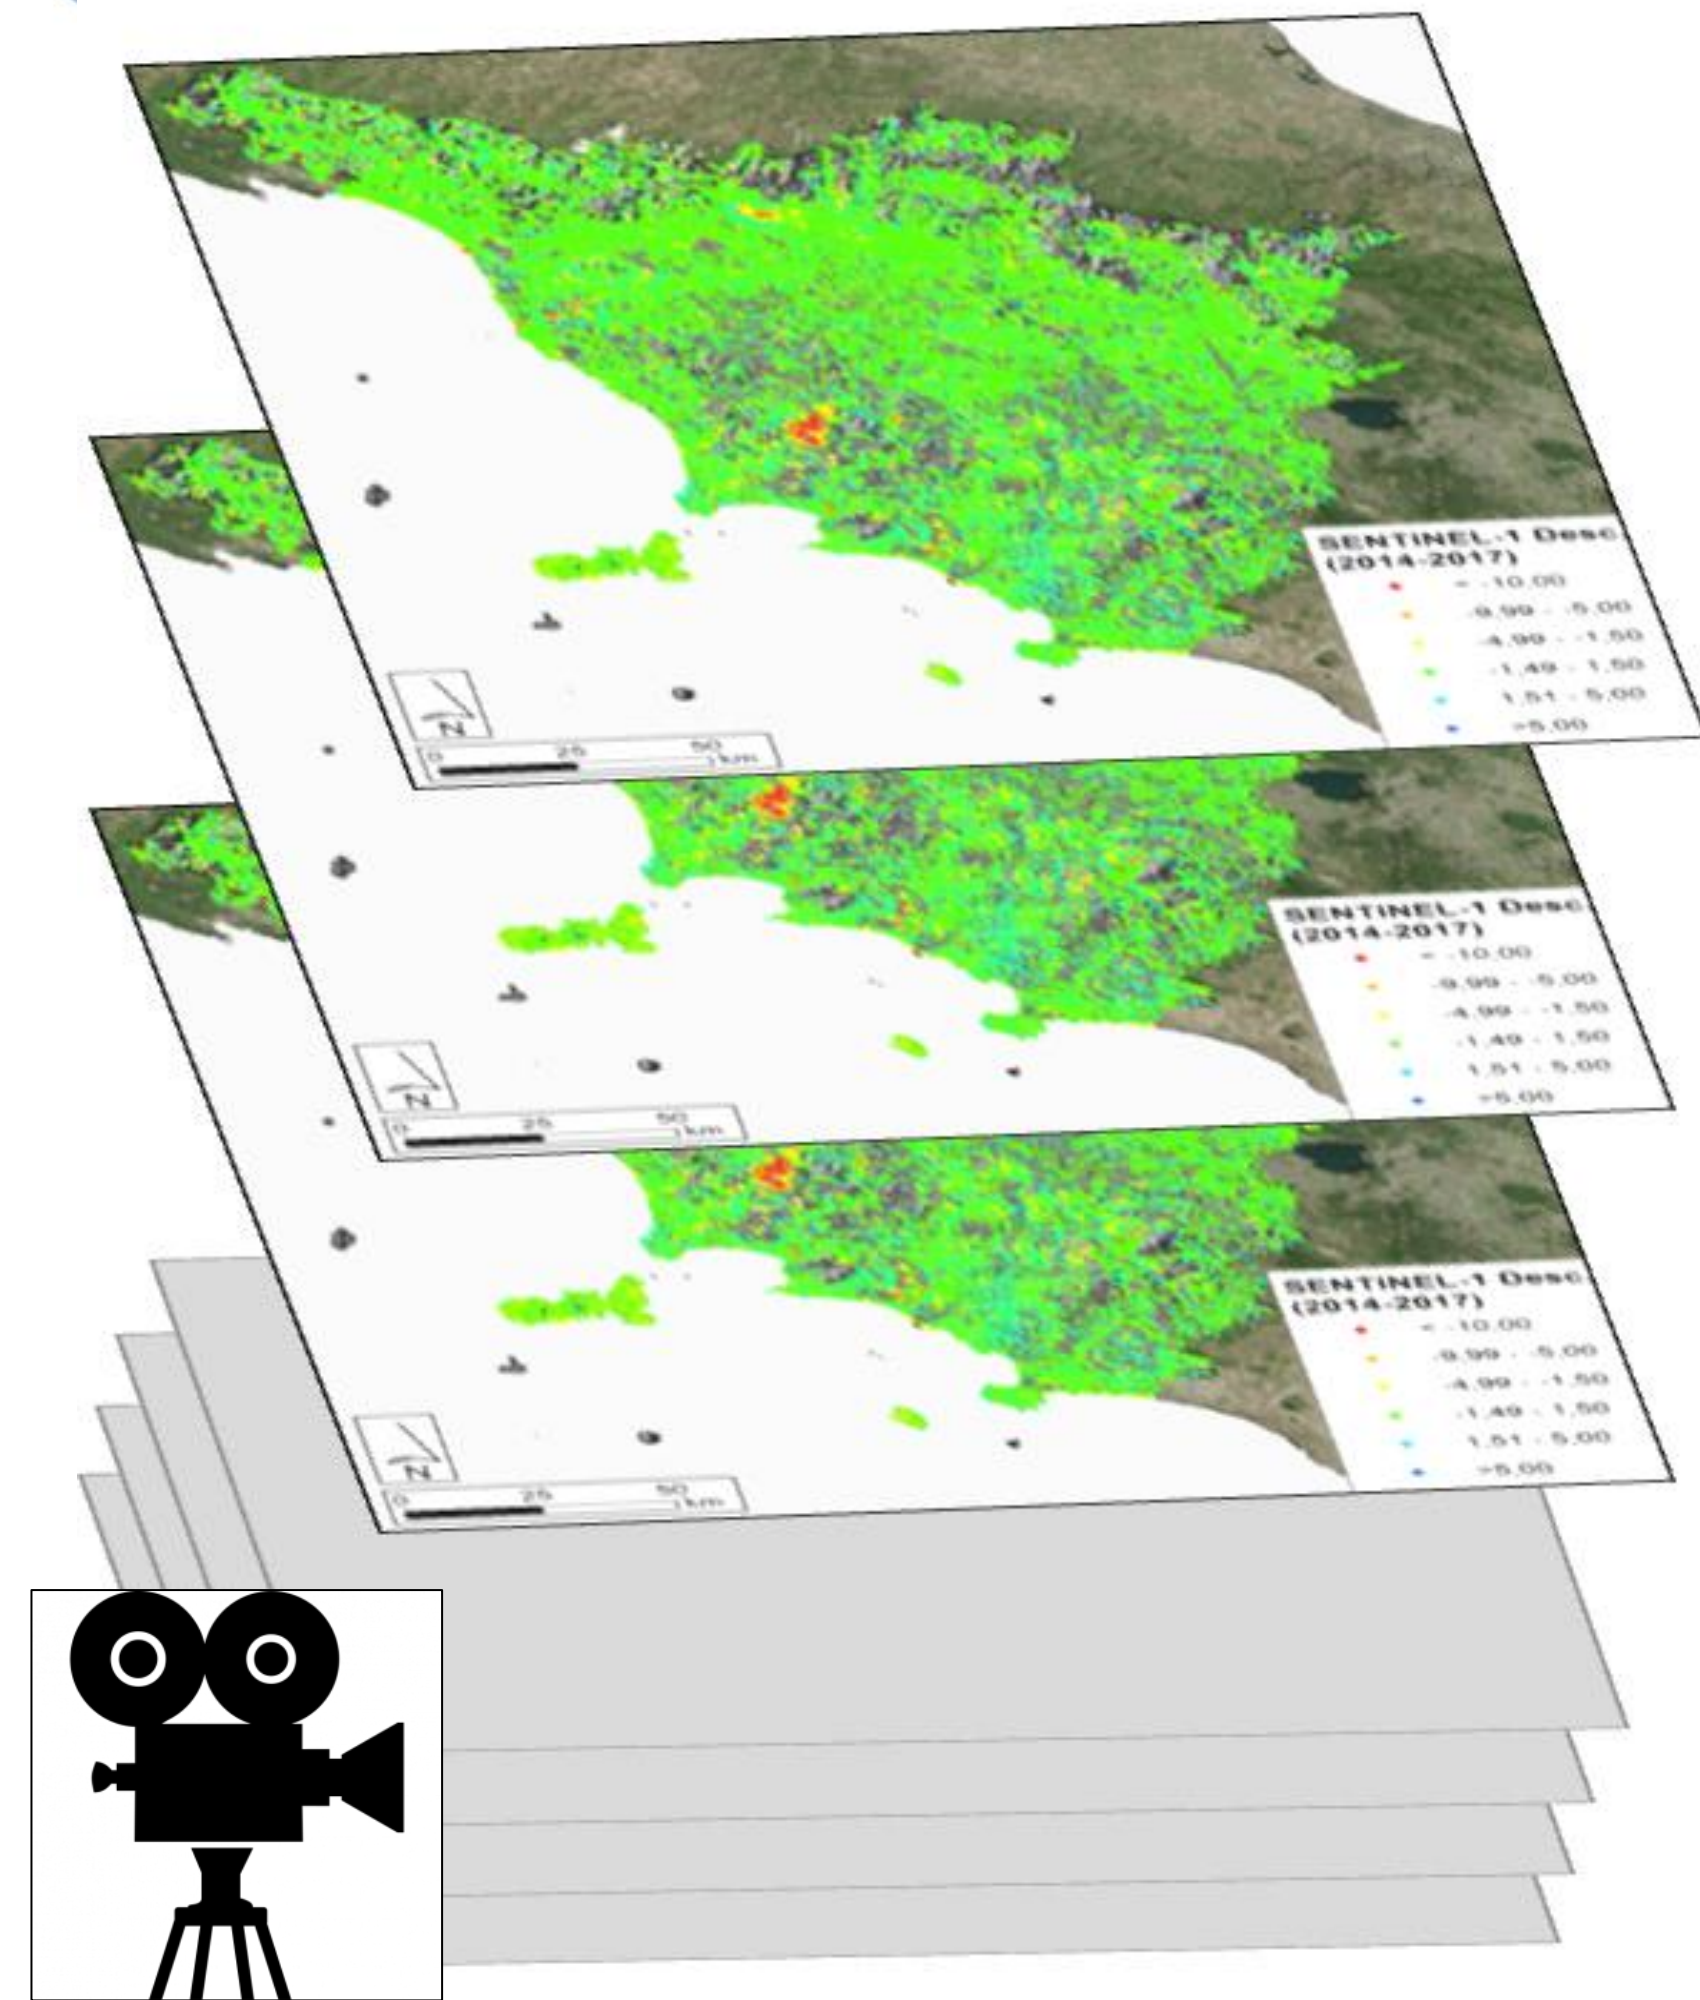 SENTINEL-1 Desc.
(2014-2017)
< -10,00
-9,99 - -5,00
-4,99 - -1,50
-1,49 - 1,50
1,51 - 5,00
>5,00
N
0 25 50
km
SENTINEL-1 Desc.
(2014-2017)
< -10,00
-9,99 - -5,00
-4,99 - -1,50
-1,49 - 1,50
1,51 - 5,00
>5,00
N
0 25 50
km
SENTINEL-1 Desc.
(2014-2017)
< -10,00
-9,99 - -5,00
-4,99 - -1,50
-1,49 - 1,50
1,51 - 5,00
>5,00
N
0 25 50
km